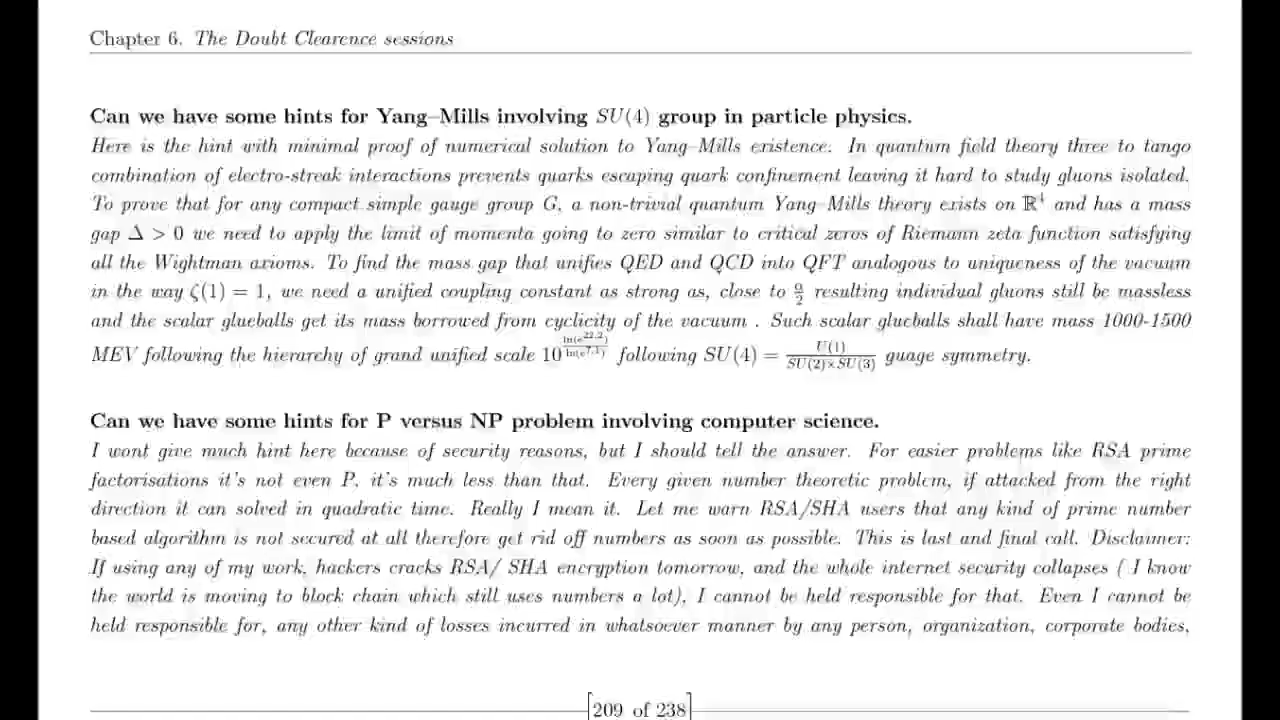 Chapter 6. The Doubt Clearence sessions
Can we have some hints for Yang–Mills involving SU(4) group in particle physics.
Here is the hint with minimal proof of numerical solution to Yang–Mills existence: In quantum field theory three to tango
combination of electro-streak interactions prevents quarks escaping quark confinement leaving it hard to study gluons isolated.
To prove that for any compact simple gauge group G, a non-trivial quantum Yang–Mills theory exists on ℝ⁴ and has a mass
gap Δ > 0 we need to apply the limit of momenta going to zero similar to critical zeros of Riemann zeta function satisfying
all the Wightman axioms. To find the mass gap that unifies QED and QCD into QFT analogous to uniqueness of the vacuum
in the way ζ(1) = 1, we need a unified coupling constant as strong as, close to α/2 resulting individual gluons still be massless
and the scalar glueballs get its mass borrowed from cyclicity of the vacuum . Such scalar glueballs shall have mass 1000-1500
MEV following the hierarchy of grand unified scale 10^(ln(e^22.2)/ln(e^7.1)) following SU(4) = U(1)/(SU(2)×SU(3)) guage symmetry.
Can we have some hints for P versus NP problem involving computer science.
I wont give much hint here because of security reasons, but I should tell the answer. For easier problems like RSA prime
factorisations it's not even P, it's much less than that. Every given number theoretic problem, if attacked from the right
direction it can solved in quadratic time. Really I mean it. Let me warn RSA/SHA users that any kind of prime number
based algorithm is not secured at all therefore get rid off numbers as soon as possible. This is last and final call. Disclaimer:
If using any of my work, hackers cracks RSA/ SHA encryption tomorrow, and the whole internet security collapses ( I know
the world is moving to block chain which still uses numbers a lot), I cannot be held responsible for that. Even I cannot be
held responsible for, any other kind of losses incurred in whatsoever manner by any person, organization, corporate bodies,
[209 of 238]